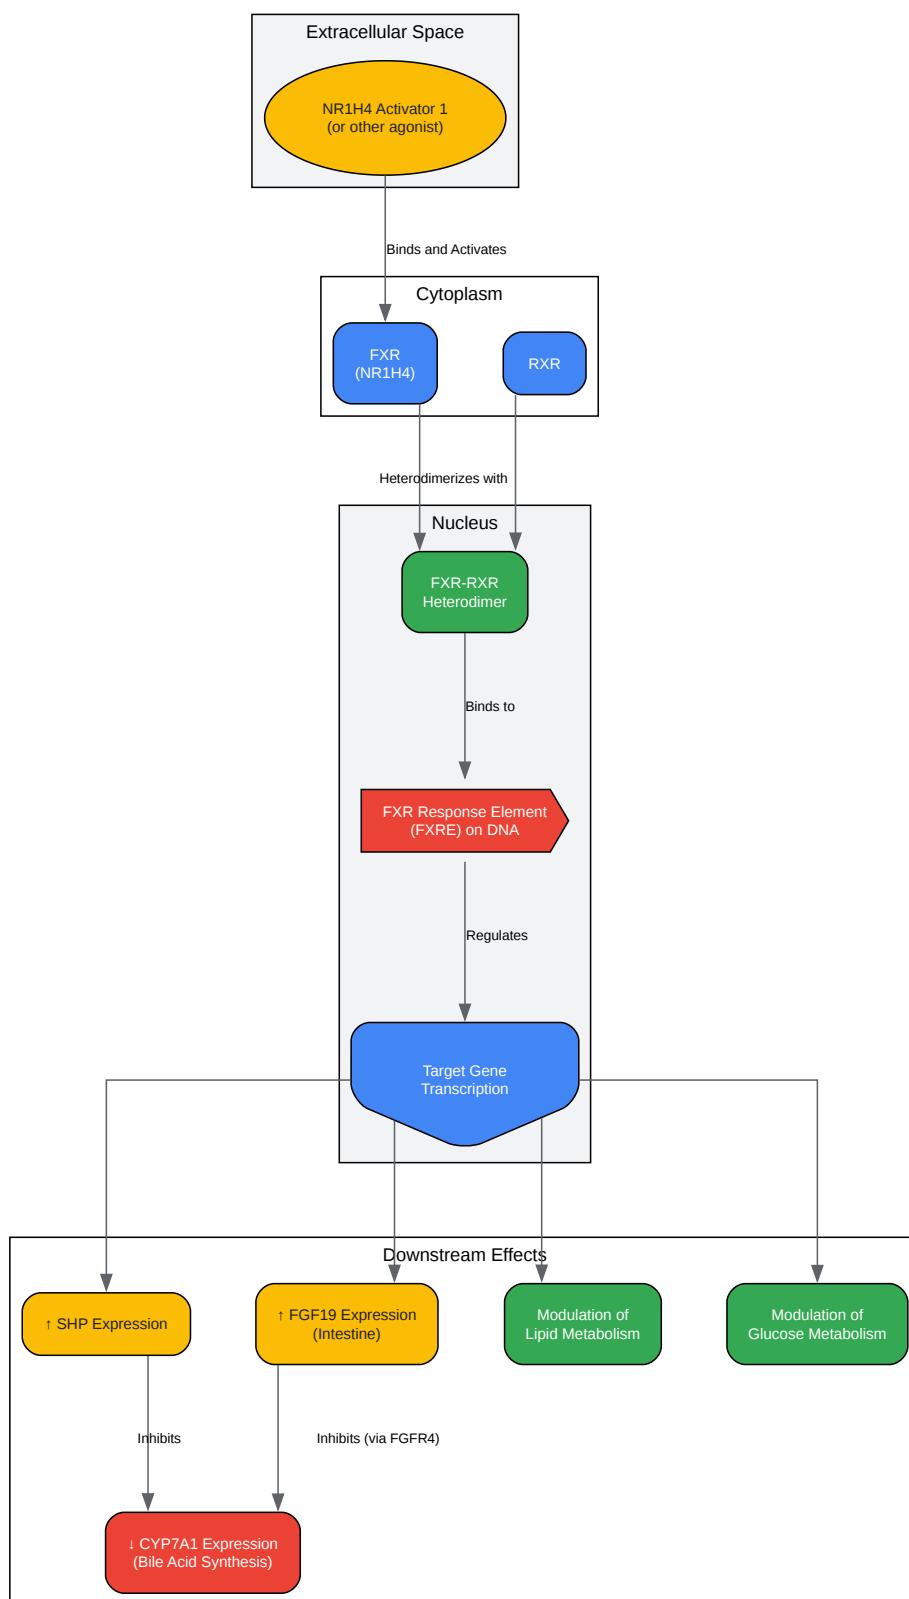 Extracellular Space
NR1H4 Activator 1
(or other agonist)
Binds and Activates
Cytoplasm
FXR
(NR1H4)
RXR
Heterodimerizes with
Nucleus
FXR-RXR
Heterodimer
Binds to
FXR Response Element
(FXRE) on DNA
Regulates
Target Gene
Transcription
Downstream Effects
↑ SHP Expression
↑ FGF19 Expression
(Intestine)
Modulation of
Lipid Metabolism
Modulation of
Glucose Metabolism
Inhibits
Inhibits (via FGFR4)
↓ CYP7A1 Expression
(Bile Acid Synthesis)